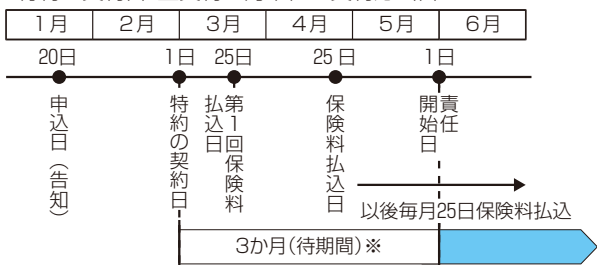 1月 2月 3月 4月 5月 6月
20日 1日 25日 25日 1日
申込日（告知）
特約の契約日
第1回保険料
払込日
保険料払込日
責任
開始日
以後毎月25日保険料払込
3か月（待期間）※